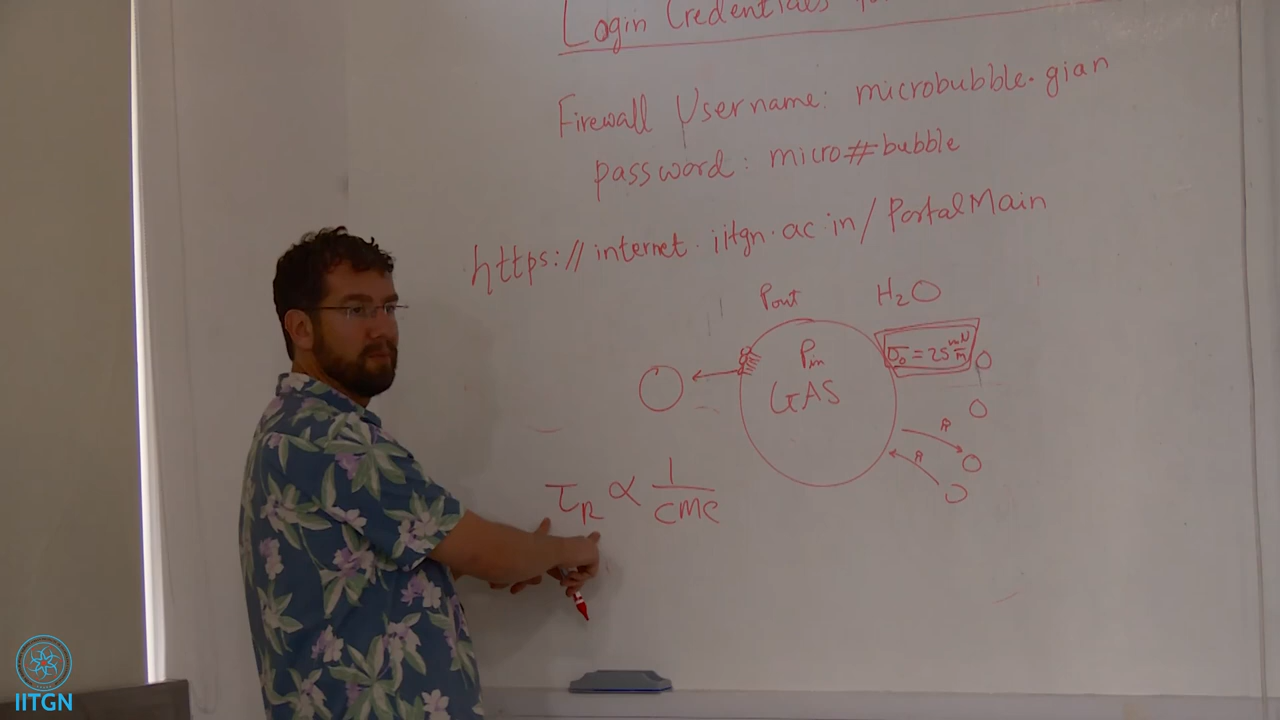 Login Credentials
Firewall Username: microbubble.gian
password: micro#bubble
https://internet.iitgn.ac.in/PortalMain
Pout H₂O
Pin
GAS
σ₀ = 25 mN/m
τR ∝ 1/CMC
IITGN